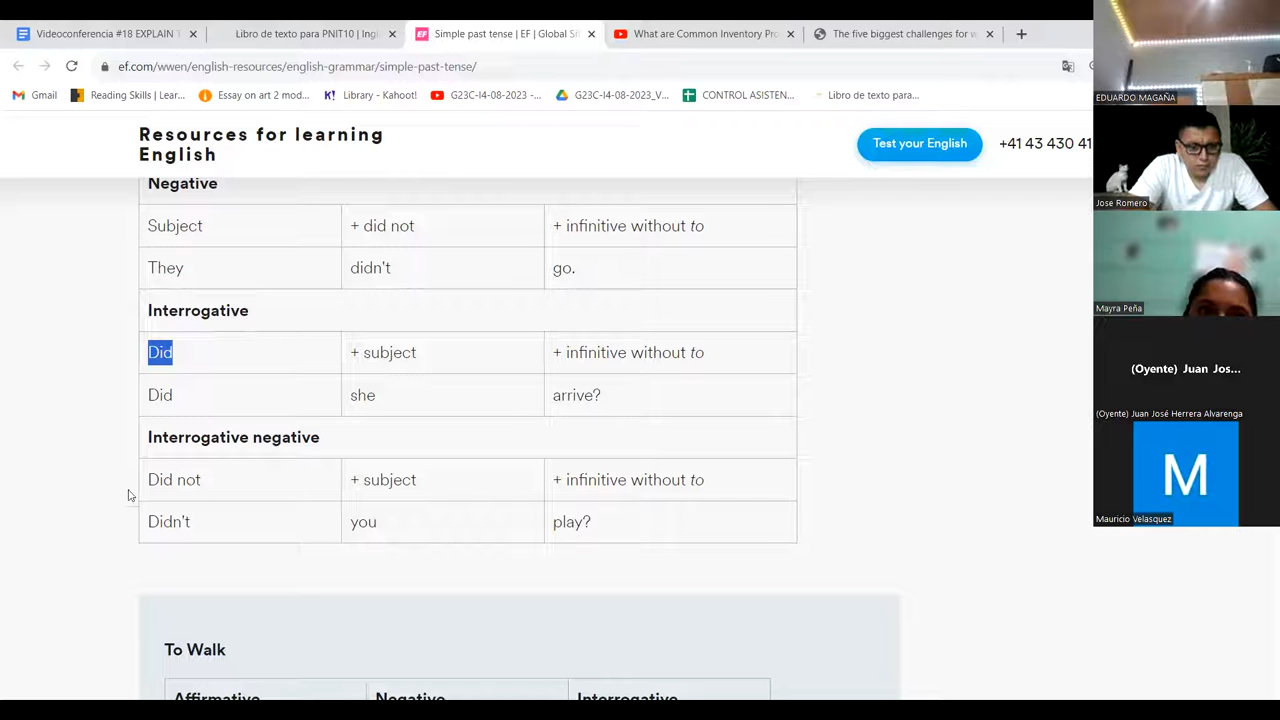 Videoconferencia #18 EXPLAIN
Libro de texto para PNIT10 | Ingl
Simple past tense | EF | Global Si
What are Common Inventory Pro
The five biggest challenges for w
ef.com/wwen/english-resources/english-grammar/simple-past-tense/
Gmail
Reading Skills | Lear...
Essay on art 2 mod...
Library - Kahoot!
-08-2023 -...
G23C-I4-08-2023_V...
CONTROL ASISTEN...
Libro de texto para...
Resources for learning
English
Test your English
+41 43 430 41
Negative
Subject + did not + infinitive without to
They didn't go.
Interrogative
Did + subject + infinitive without to
Did she arrive?
Interrogative negative
Did not + subject + infinitive without to
Didn't you play?
To Walk
Affirmative Negative Interrogative
EDUARDO MAGAÑA
Jose Romero
Mayra Peña
(Oyente) Juan Jos...
(Oyente) Juan José Herrera Alvarenga
M
Mauricio Velasquez